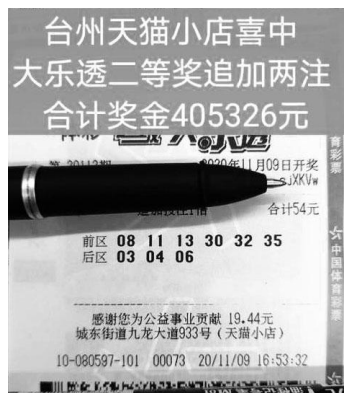 台州天猫小店喜中
大乐透二等奖追加两注
合计奖金405326元
2020年11月09日开奖
sJXKVw
合计54元
前区 08 11 13 30 32 35
后区 03 04 06
感谢您为公益事业贡献 19.44元
城东街道九龙大道933号（天猫小店）
10-080597-101 00073 20/11/09 16:53:32
育彩票
中国体育彩票